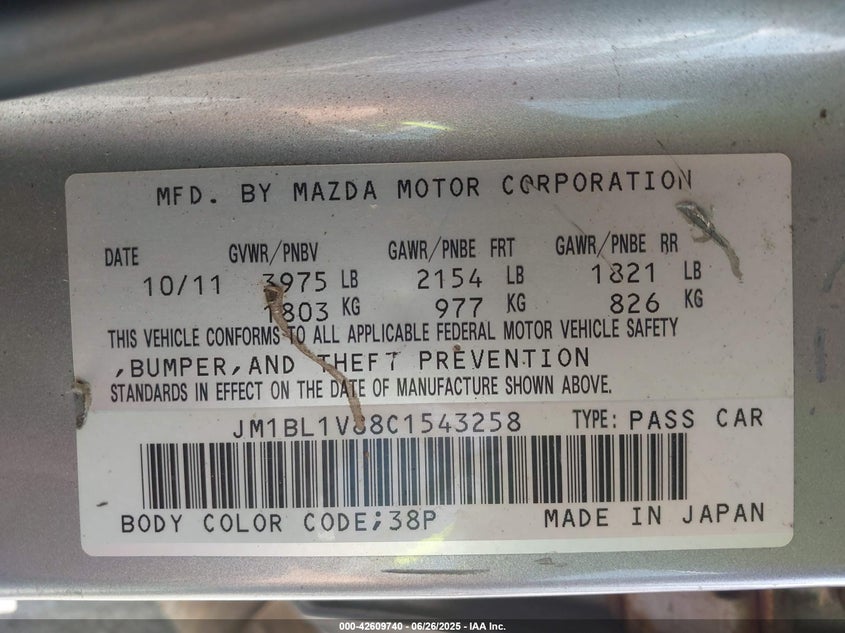 MFD. BY MAZDA MOTOR CORPORATION
DATE GVWR/PNBV GAWR/PNBE FRT GAWR/PNBE RR
10/11 3975 LB 2154 LB 1821 LB
1803 KG 977 KG 826 KG
THIS VEHICLE CONFORMS TO ALL APPLICABLE FEDERAL MOTOR VEHICLE SAFETY
,BUMPER,AND THEFT PREVENTION
STANDARDS IN EFFECT ON THE DATE OF MANUFACTURE SHOWN ABOVE.
JM1BL1V88C1543258 TYPE: PASS CAR
BODY COLOR CODE;38P MADE IN JAPAN
000-42609740 - 06/26/2025 - IAA Inc.